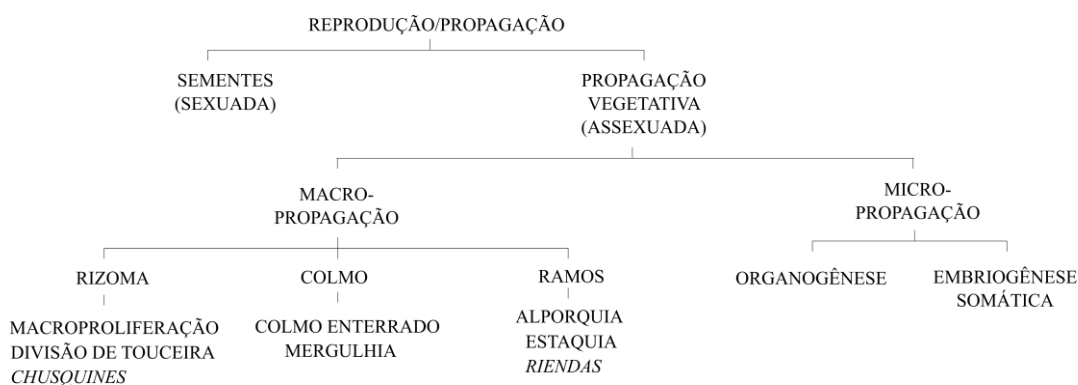 REPRODUÇÃO/PROPAGAÇÃO
SEMENTES
(SEXUADA)
PROPAGAÇÃO
VEGETATIVA
(ASSEXUADA)
MACRO-
PROPAGAÇÃO
MICRO-
PROPAGAÇÃO
RIZOMA
COLMO
RAMOS
ORGANOGÊNESE
EMBRIOGÊNESE
SOMÁTICA
MACROPROLIFERAÇÃO
DIVISÃO DE TOUCEIRA
CHUSQUINES
COLMO ENTERRADO
MERGULHIA
ALPORQUIA
ESTAQUIA
RIENDAS